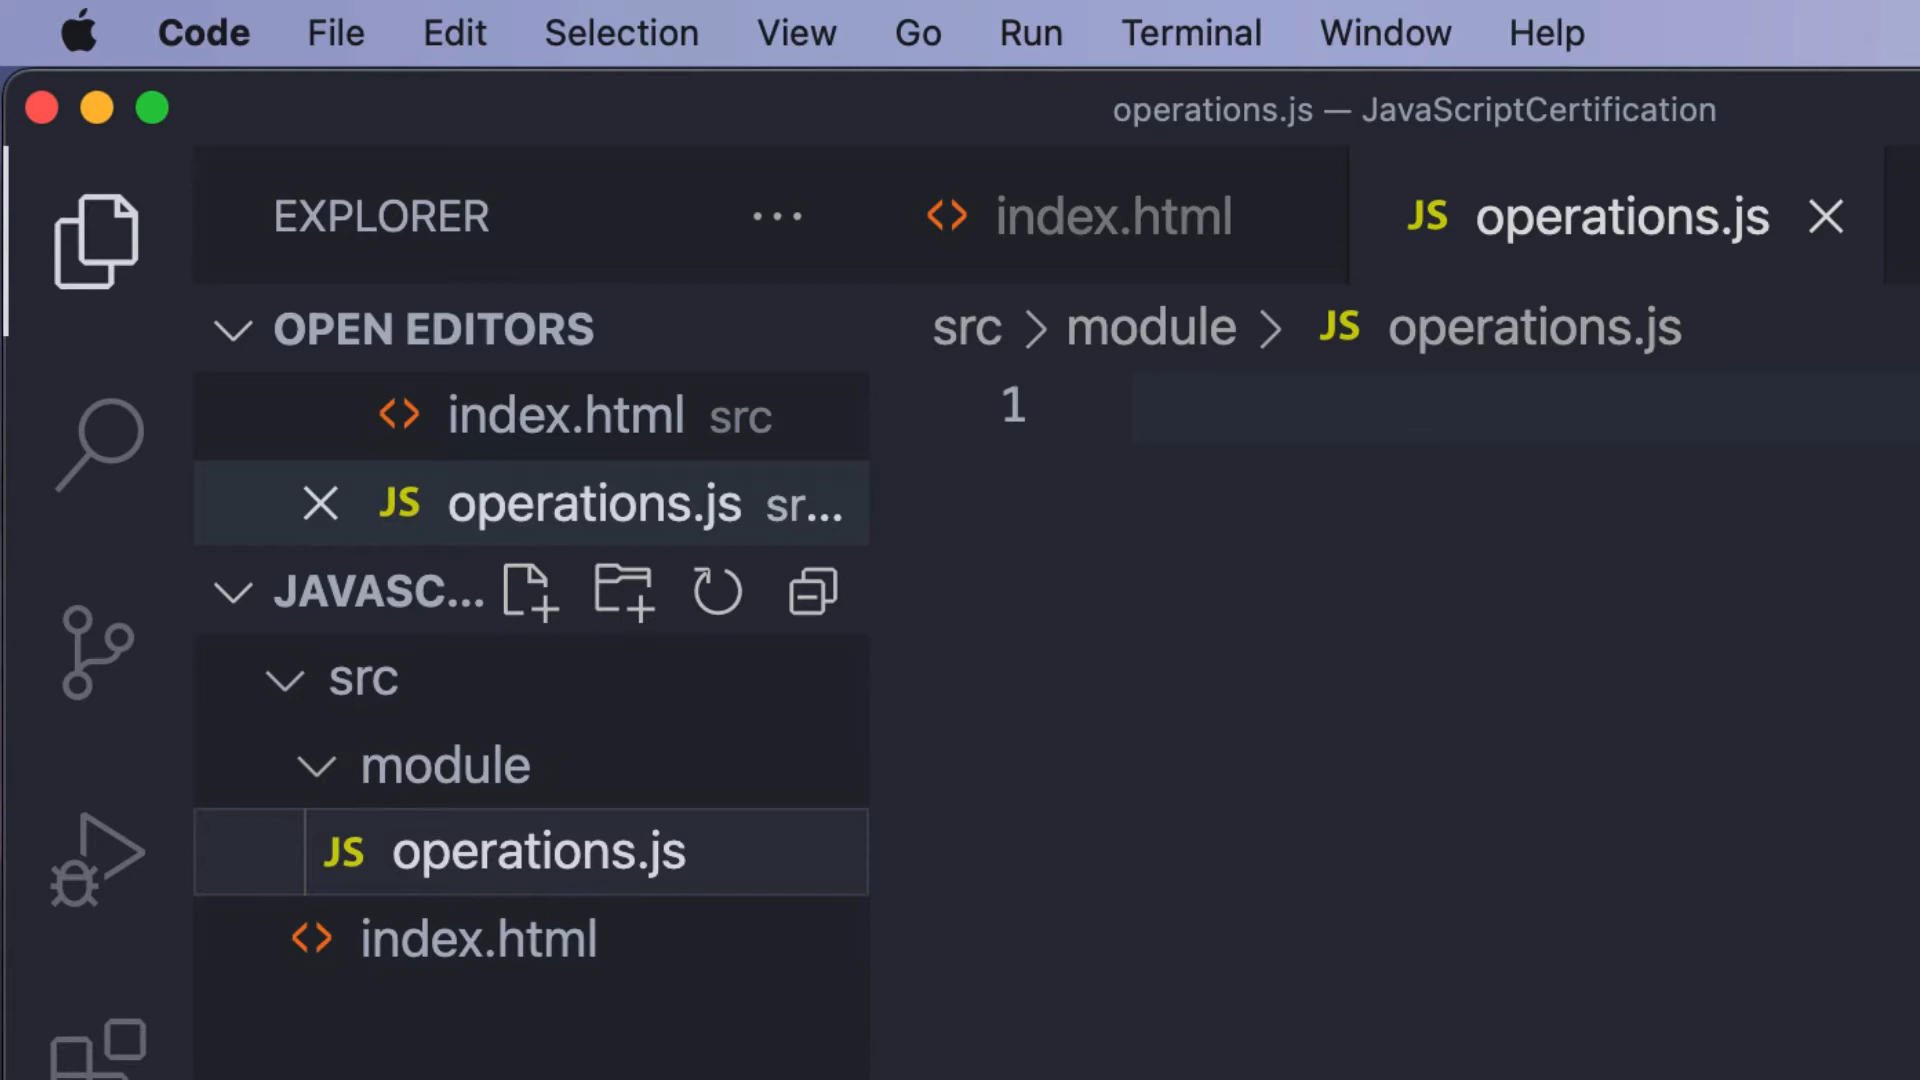 Code File Edit Selection View Go Run Terminal Window Help
operations.js — JavaScriptCertification
EXPLORER ...
<> index.html
JS operations.js
OPEN EDITORS
<> index.html src
JS operations.js sr...
JAVASC...
src
module
JS operations.js
<> index.html
src > module > JS operations.js
1